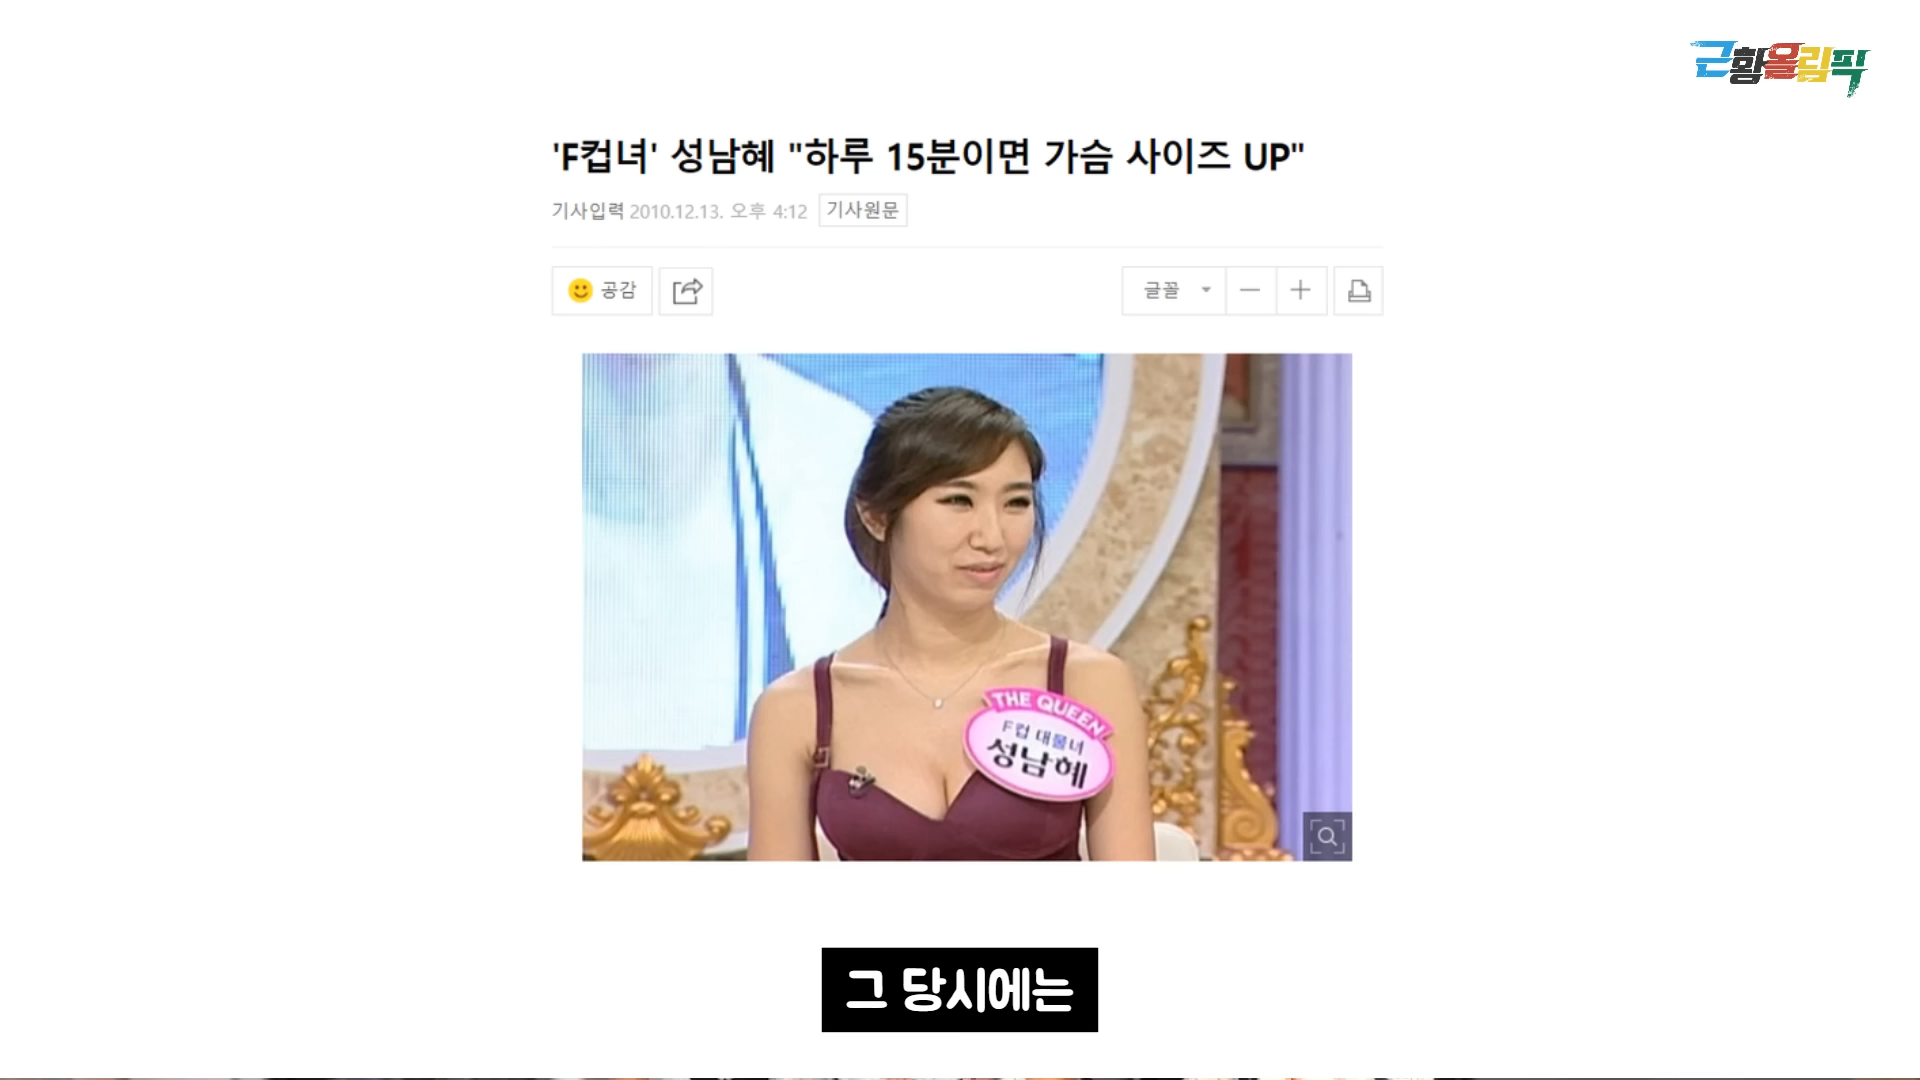 근황올림픽
'F컵녀' 성남혜 "하루 15분이면 가슴 사이즈 UP"
기사입력 2010.12.13. 오후 4:12 기사원문
공감
글꼴
THE QUEEN
F컵 대물녀
성남혜
그 당시에는